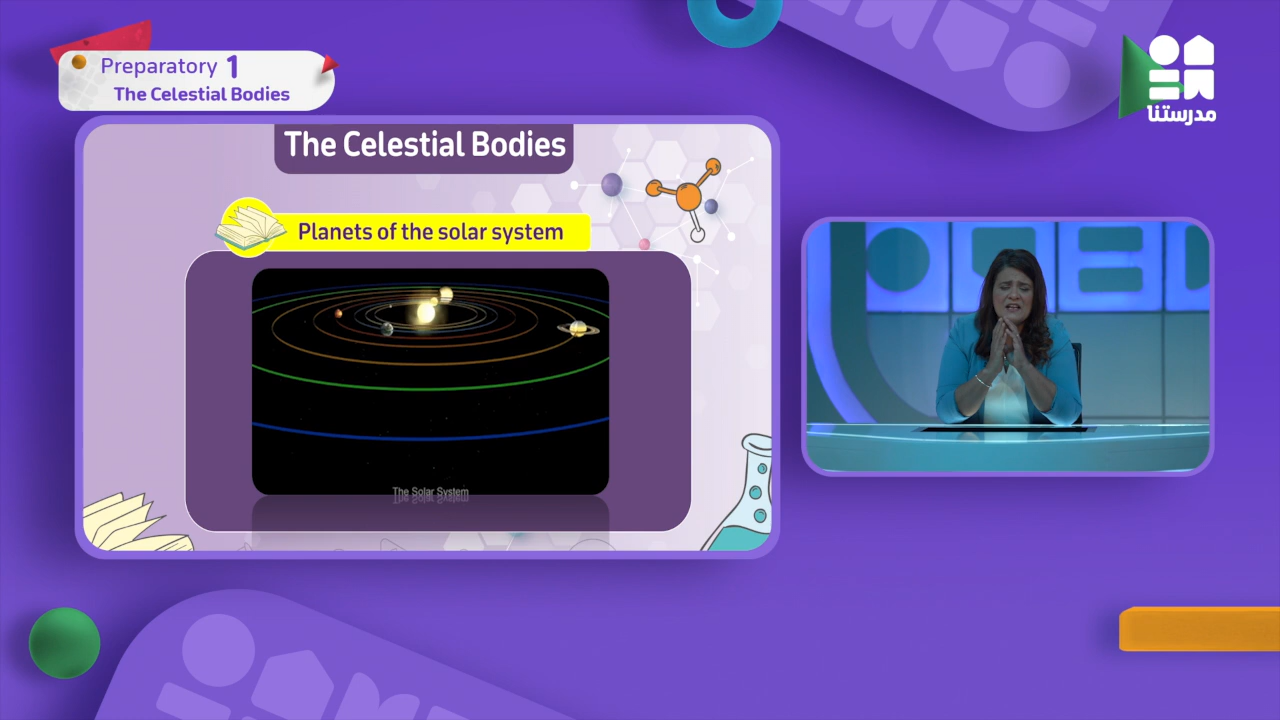 Preparatory 1
The Celestial Bodies
مدرستنا
The Celestial Bodies
Planets of the solar system
The Solar System